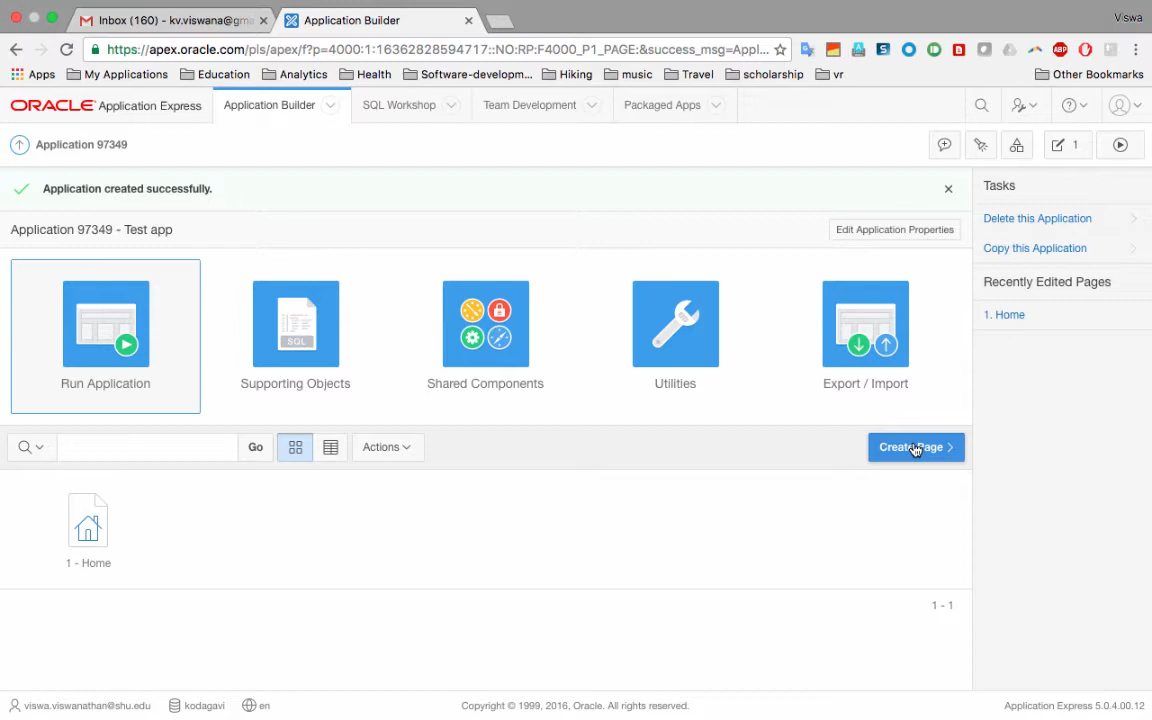 Inbox (160) - kv.viswana@gma
Application Builder
Viswa
https://apex.oracle.com/pls/apex/f?p=4000:1:16362828594717::NO:RP:F4000_P1_PAGE:&success_msg=Appl...
Apps My Applications Education Analytics Health Software-developm... Hiking music Travel scholarship vr Other Bookmarks
ORACLE Application Express Application Builder SQL Workshop Team Development Packaged Apps
Application 97349
1
Application created successfully.
Application 97349 - Test app
Edit Application Properties
Tasks
Delete this Application
Copy this Application
Recently Edited Pages
1. Home
SQL
Run Application Supporting Objects Shared Components Utilities Export / Import
Go Actions Create Page
1 - Home
1 - 1
viswa.viswanathan@shu.edu kodagavi en Copyright © 1999, 2016, Oracle. All rights reserved. Application Express 5.0.4.00.12